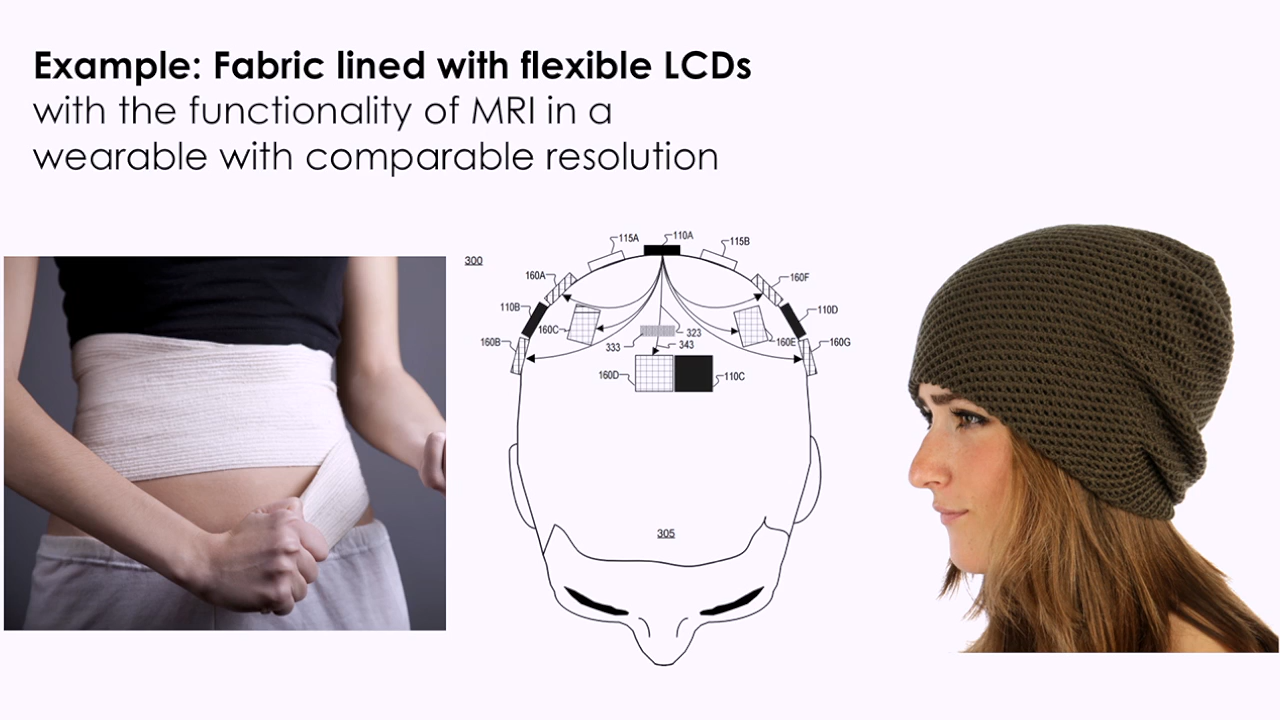 Example: Fabric lined with flexible LCDs
with the functionality of MRI in a
wearable with comparable resolution
300
115A
110A
115B
160A
160F
110B
110D
160C
323
160E
160B
333
343
160G
160D
110C
305